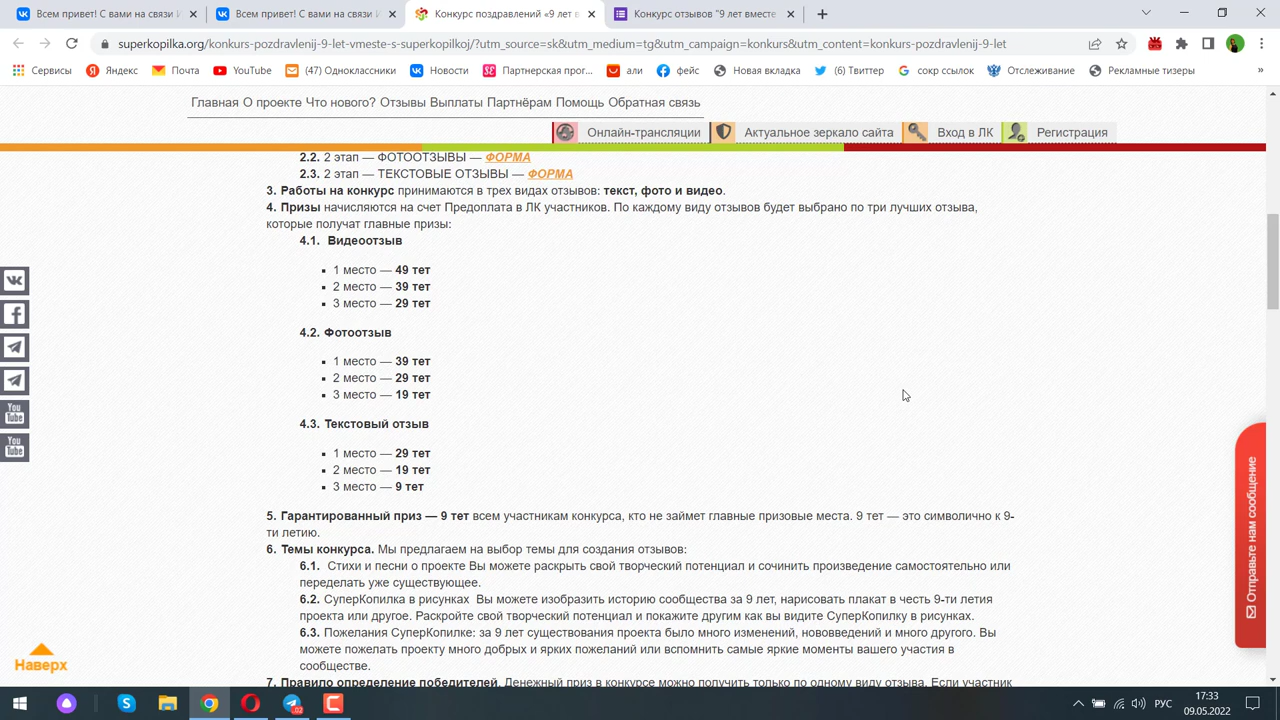 Всем привет! С вами на связи И
Всем привет! С вами на связи И
Конкурс поздравлений «9 лет в
Конкурс отзывов "9 лет вместе
superkopilka.org/konkurs-pozdravlenij-9-let-vmeste-s-superkopilkoj/?utm_source=sk&utm_medium=tg&utm_campaign=konkurs&utm_content=konkurs-pozdravlenij-9-let
Сервисы Яндекс Почта YouTube (47) Одноклассники Новости Партнерская прог... али фейс Новая вкладка (6) Твиттер сокр ссылок Отслеживание Рекламные тизеры »
Главная О проекте Что нового? Отзывы Выплаты Партнёрам Помощь Обратная связь
Онлайн-трансляции Актуальное зеркало сайта Вход в ЛК Регистрация
2.2. 2 этап — ФОТООТЗЫВЫ — ФОРМА
2.3. 2 этап — ТЕКСТОВЫЕ ОТЗЫВЫ — ФОРМА
3. Работы на конкурс принимаются в трех видах отзывов: текст, фото и видео.
4. Призы начисляются на счет Предоплата в ЛК участников. По каждому виду отзывов будет выбрано по три лучших отзыва,
которые получат главные призы:
4.1. Видеоотзыв
1 место — 49 тет
2 место — 39 тет
3 место — 29 тет
4.2. Фотоотзыв
1 место — 39 тет
2 место — 29 тет
3 место — 19 тет
4.3. Текстовый отзыв
1 место — 29 тет
2 место — 19 тет
3 место — 9 тет
5. Гарантированный приз — 9 тет всем участникам конкурса, кто не займет главные призовые места. 9 тет — это символично к 9-
ти летию.
6. Темы конкурса. Мы предлагаем на выбор темы для создания отзывов:
6.1. Стихи и песни о проекте Вы можете раскрыть свой творческий потенциал и сочинить произведение самостоятельно или
переделать уже существующее.
6.2. СуперКопилка в рисунках Вы можете изобразить историю сообщества за 9 лет, нарисовать плакат в честь 9-ти летия
проекта или другое. Раскройте свой творческий потенциал и покажите другим как вы видите СуперКопилку в рисунках.
6.3. Пожелания СуперКопилке: за 9 лет существования проекта было много изменений, нововведений и много другого. Вы
можете пожелать проекту много добрых и ярких пожеланий или вспомнить самые яркие моменты вашего участия в
сообществе.
7. Правило определение победителей. Денежный приз в конкурсе можно получить только по одному виду отзыва. Если участник
You Tube
You Tube
Наверх
Отправьте нам сообщение
РУС
17:33
09.05.2022